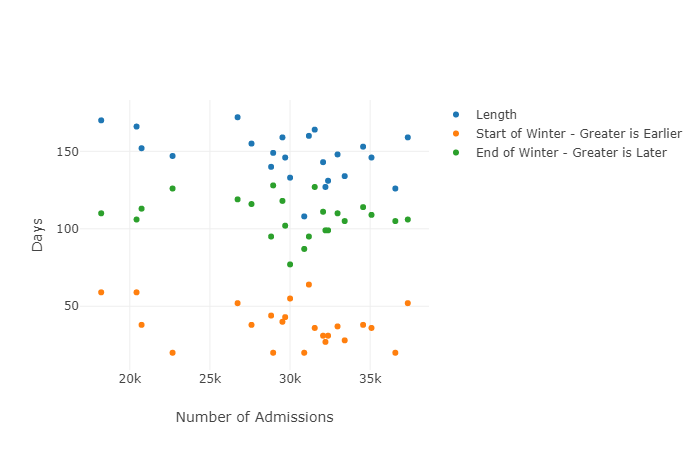 Length
Start of Winter - Greater is Earlier
End of Winter - Greater is Later
150
100
50
Days
20k 25k 30k 35k
Number of Admissions